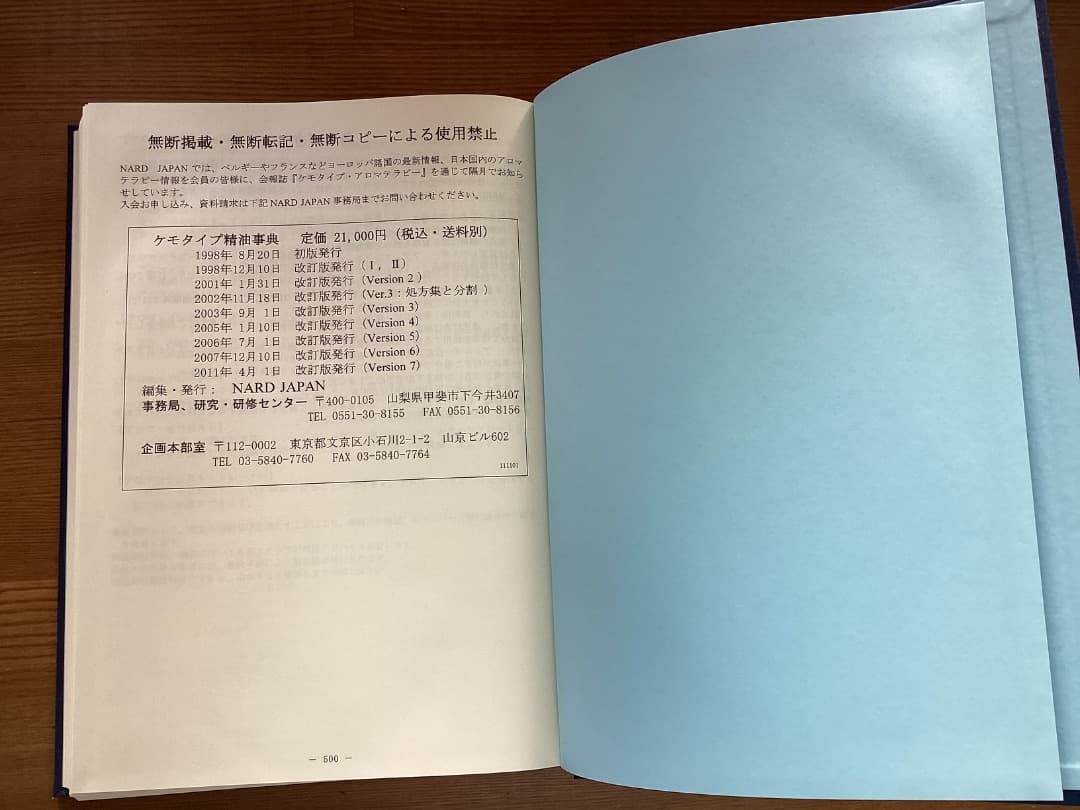 無断掲載・無断転記・無断コピーによる使用禁止
NARD JAPAN では、ベルギーやフランスなどヨーロッパ諸国の最新情報、日本国内のアロマ
テラピー情報を会員の皆様に、会報誌『ケモタイプ・アロマテラピー』を通じて隔月でお知ら
せしています。
入会お申し込み、資料請求は下記 NARD JAPAN 事務局までお問い合わせください。
ケモタイプ精油事典 定価 21,000円（税込・送料別）
1998年 8月20日 初版発行
1998年12月10日 改訂版発行（Ⅰ，Ⅱ）
2001年 1月31日 改訂版発行（Version 2 ）
2002年11月18日 改訂版発行（Ver.3：処方集と分割 ）
2003年 9月 1日 改訂版発行（Version 3）
2005年 1月10日 改訂版発行（Version 4）
2006年 7月 1日 改訂版発行（Version 5）
2007年12月10日 改訂版発行（Version 6）
2011年 4月 1日 改訂版発行（Version 7）
編集・発行： NARD JAPAN
事務局、研究・研修センター 〒400-0105 山梨県甲斐市下今井3407
TEL 0551-30-8155 FAX 0551-30-8156
企画本部室 〒112-0002 東京都文京区小石川2-1-2 山京ビル602
TEL 03-5840-7760 FAX 03-5840-7764
111101
－ 500 －